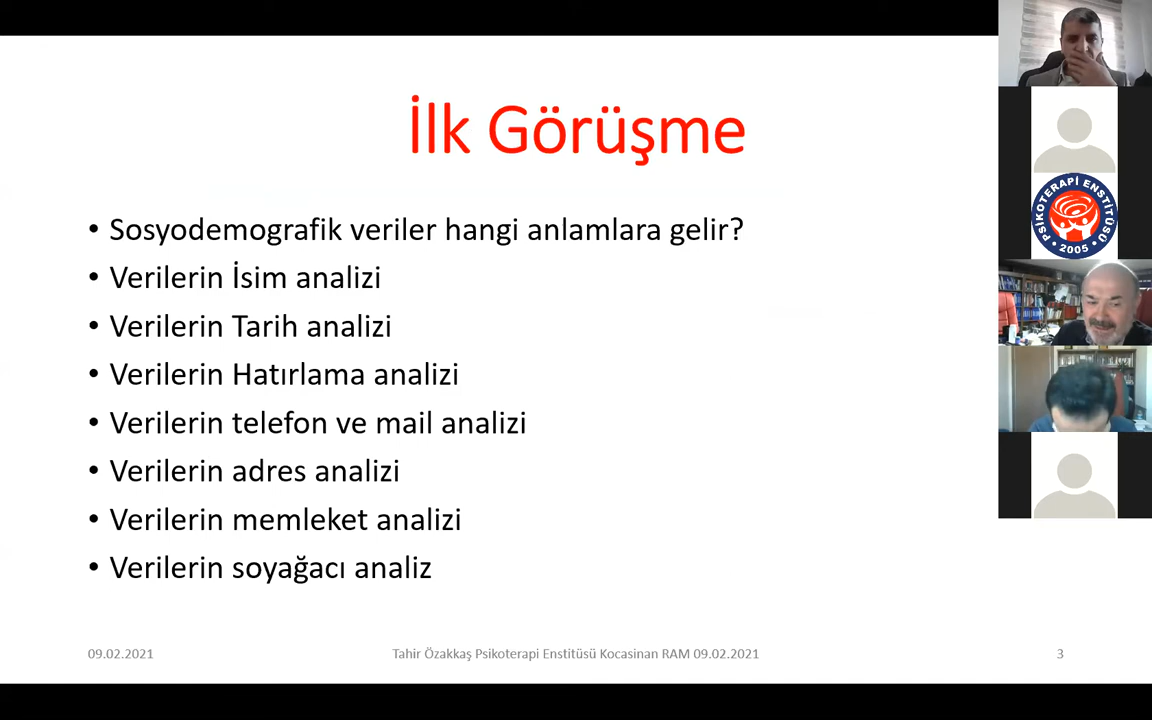 İlk Görüşme
• Sosyodemografik veriler hangi anlamlara gelir?
• Verilerin İsim analizi
• Verilerin Tarih analizi
• Verilerin Hatırlama analizi
• Verilerin telefon ve mail analizi
• Verilerin adres analizi
• Verilerin memleket analizi
• Verilerin soyağacı analiz
09.02.2021
Tahir Özakkaş Psikoterapi Enstitüsü Kocasinan RAM 09.02.2021
3
PSİKOTERAPİ ENSTİTÜSÜ
2005